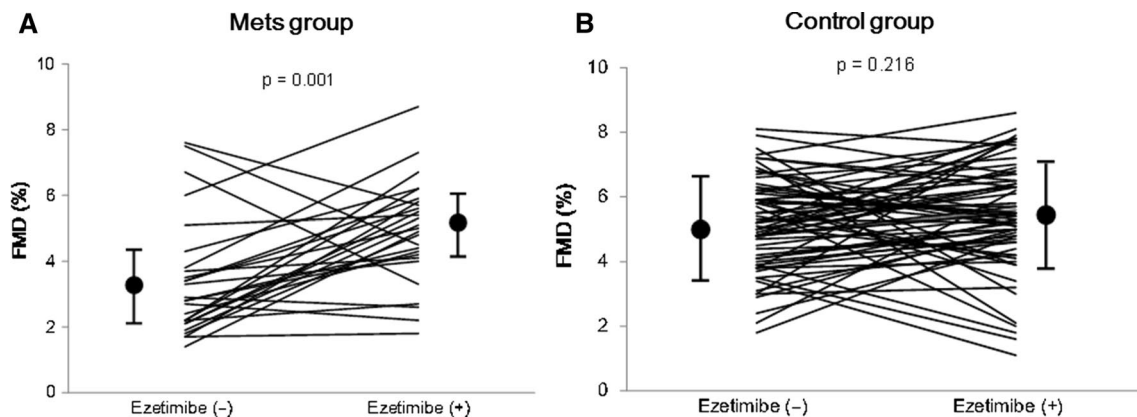 A
Mets group
p = 0.001
FMD (%)
10
8
6
4
2
0
Ezetimibe (−)
Ezetimibe (+)
B
Control group
p = 0.216
FMD (%)
10
8
6
4
2
0
Ezetimibe (−)
Ezetimibe (+)